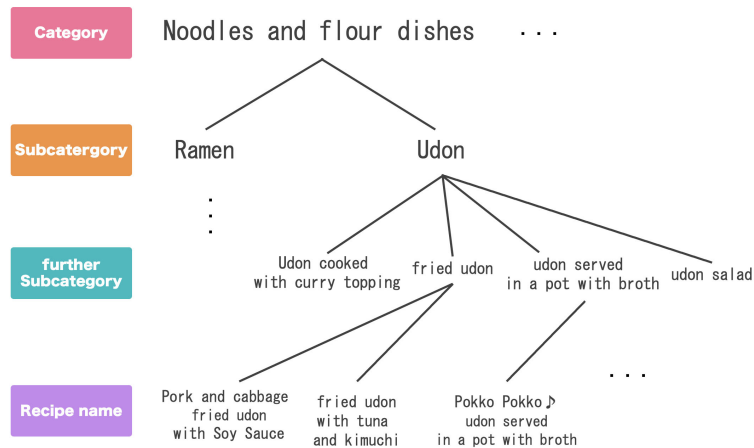 Category
Noodles and flour dishes ...
Subcatergory
Ramen
Udon
further
Subcategory
Udon cooked
with curry topping
fried udon
udon served
in a pot with broth
udon salad
...
Recipe name
Pork and cabbage
fried udon
with Soy Sauce
fried udon
with tuna
and kimuchi
Pokko Pokko♪
udon served
in a pot with broth